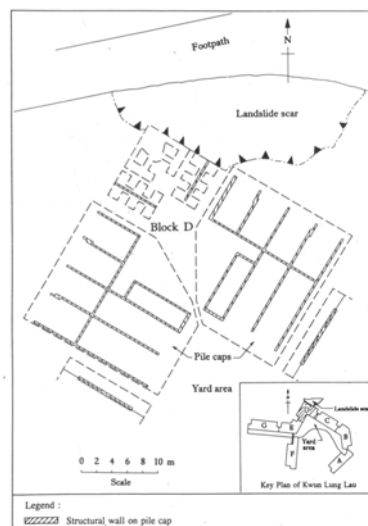 N
Footpath
Landslide scar
Block D
Pile caps
Yard area
0 2 4 6 8 10 m
Scale
Landslide scar
G
E
C
B
F
A
Yard area
Key Plan of Kwun Lung Lau
Legend :
Structural wall on pile cap